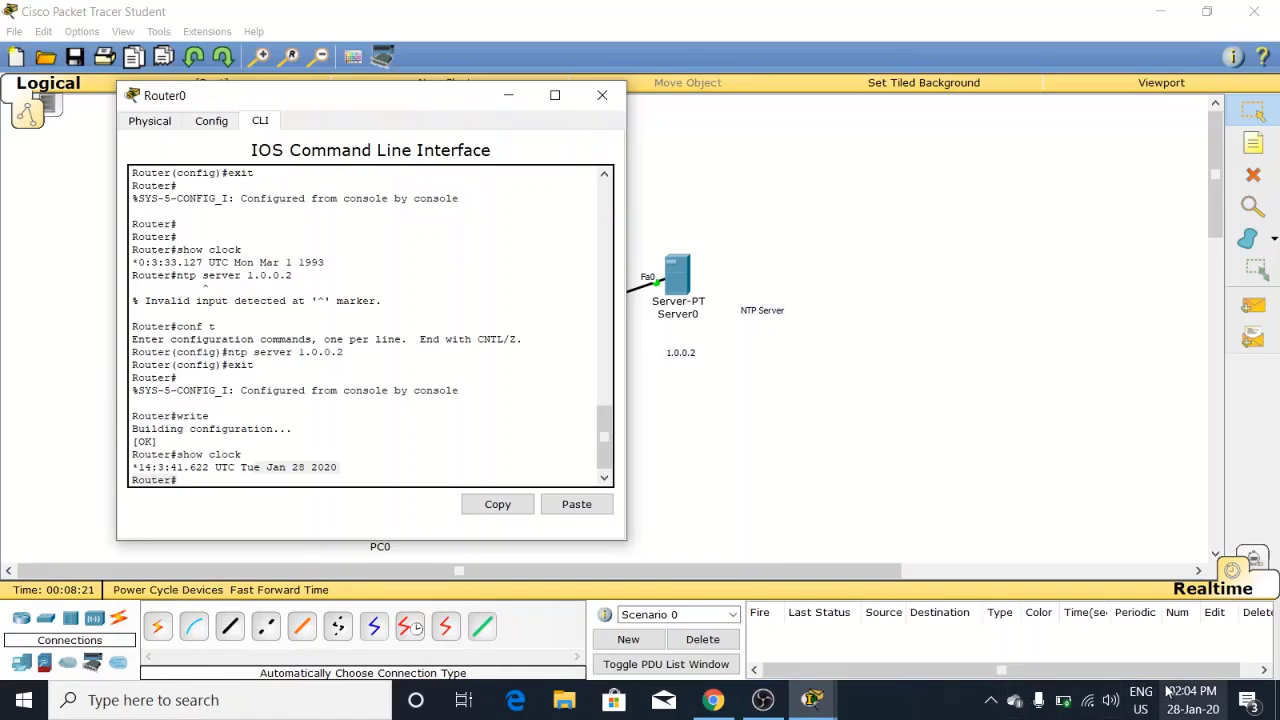 Cisco Packet Tracer Student
File Edit Options View Tools Extensions Help
Logical
Move Object
Set Tiled Background
Viewport
Router0
Physical Config CLI
IOS Command Line Interface
Router(config)#exit
Router#
%SYS-5-CONFIG_I: Configured from console by console
Router#
Router#
Router#show clock
*0:3:33.127 UTC Mon Mar 1 1993
Router#ntp server 1.0.0.2
^
% Invalid input detected at '^' marker.
Router#conf t
Enter configuration commands, one per line.  End with CNTL/Z.
Router(config)#ntp server 1.0.0.2
Router(config)#exit
Router#
%SYS-5-CONFIG_I: Configured from console by console
Router#write
Building configuration...
[OK]
Router#show clock
*14:3:41.622 UTC Tue Jan 28 2020
Router#
Copy Paste
Fa0
Server-PT
Server0
NTP Server
1.0.0.2
PC0
Time: 00:08:21 Power Cycle Devices Fast Forward Time
Realtime
Connections
Automatically Choose Connection Type
Scenario 0
New Delete
Toggle PDU List Window
Fire Last Status Source Destination Type Color Time(sec Periodic Num Edit Delete
Type here to search
ENG
US
02:04 PM
28-Jan-20
3